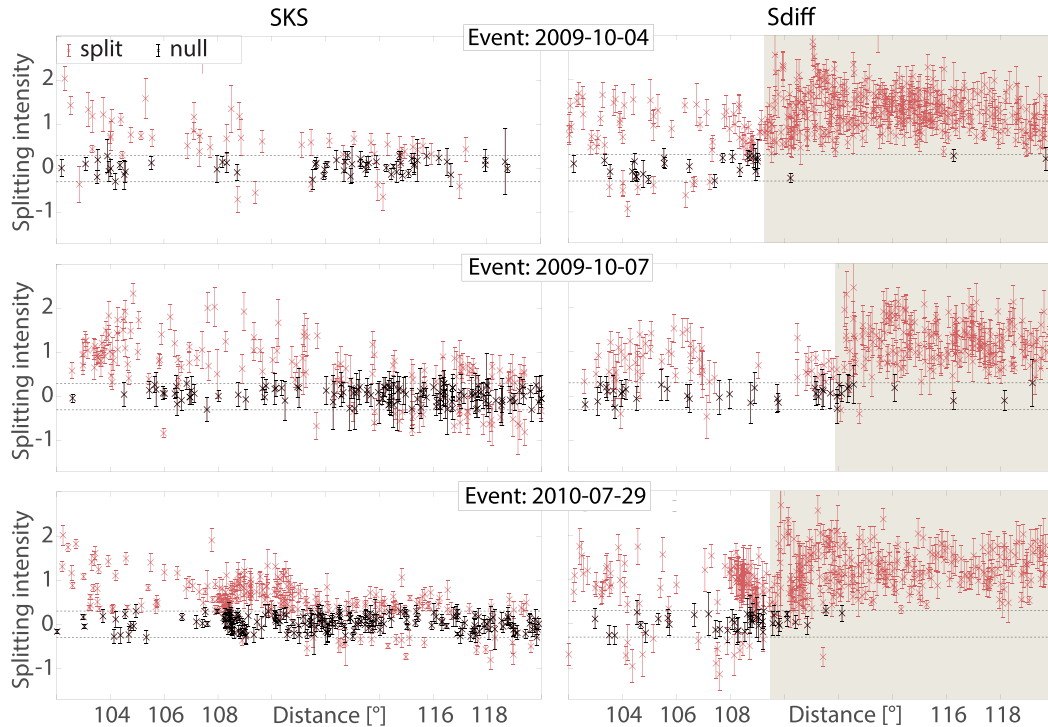 SKS
Sdiff
Event: 2009-10-04
split
null
Splitting intensity
2
1
0
-1
Event: 2009-10-07
Splitting intensity
2
1
0
-1
Event: 2010-07-29
Splitting intensity
2
1
0
-1
104 106 108 Distance [°] 116 118 104 106 108 Distance [°] 116 118